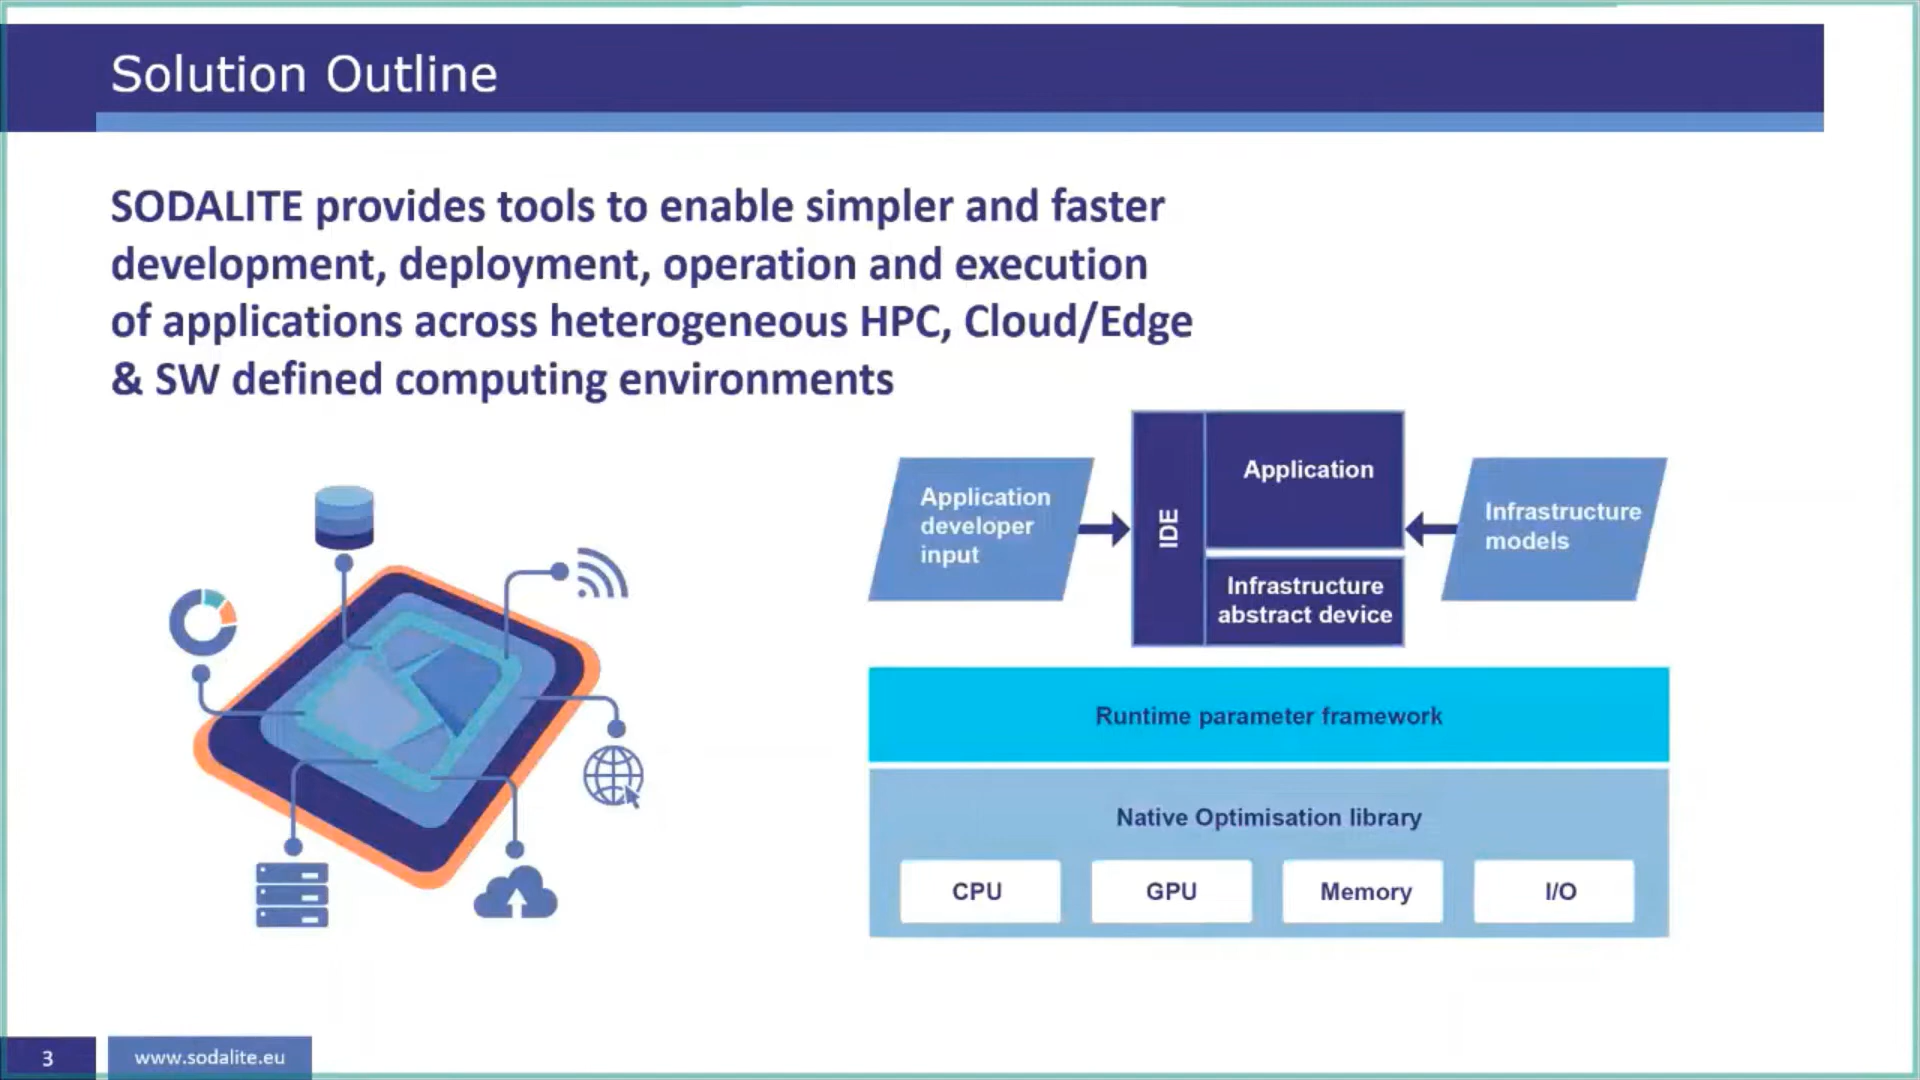 Solution Outline
SODALITE provides tools to enable simpler and faster
development, deployment, operation and execution
of applications across heterogeneous HPC, Cloud/Edge
& SW defined computing environments
Application
developer
input
IDE
Application
Infrastructure
abstract device
Infrastructure
models
Runtime parameter framework
Native Optimisation library
CPU
GPU
Memory
I/O
3
www.sodalite.eu